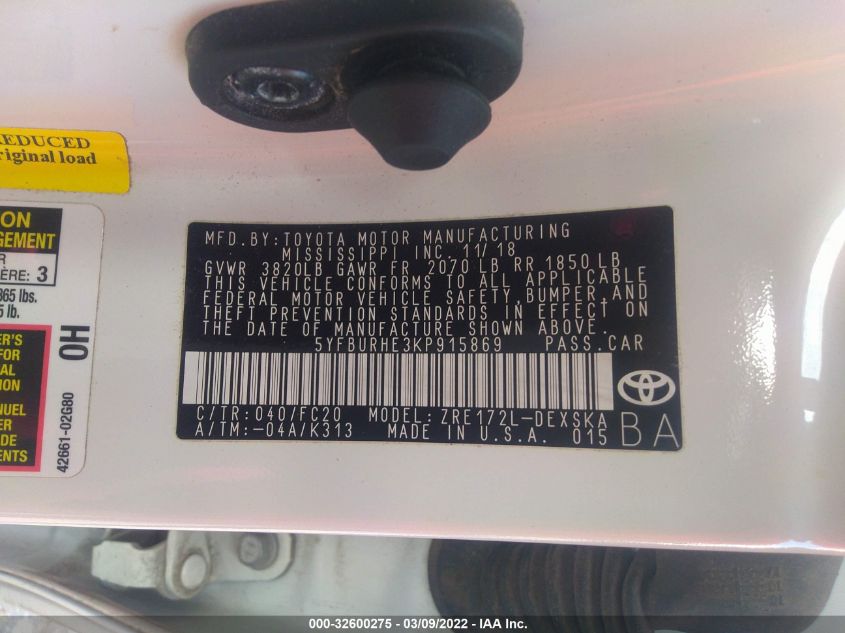 REDUCED
riginal load
ON
GEMENT
R
ÈRE: 3
865 lbs.
5 lb.
ER'S
FOR
NAL
ION
NUEL
ER
DE
MENTS
OH
42661-02G80
MFD. BY: TOYOTA MOTOR MANUFACTURING
MISSISSIPPI INC. 11/18
GVWR 3820LB GAWR FR 2070 LB RR 1850 LB
THIS VEHICLE CONFORMS TO ALL APPLICABLE
FEDERAL MOTOR VEHICLE SAFETY, BUMPER, AND
THEFT PREVENTION STANDARDS IN EFFECT ON
THE DATE OF MANUFACTURE SHOWN ABOVE.
5YFBURHE3KP915869 PASS. CAR
C/TR: 040/FC20 MODEL: ZRE172L-DEXSKA
A/TM: -04A/K313 MADE IN U.S.A. 015
BA
000-32600275 - 03/09/2022 - IAA Inc.